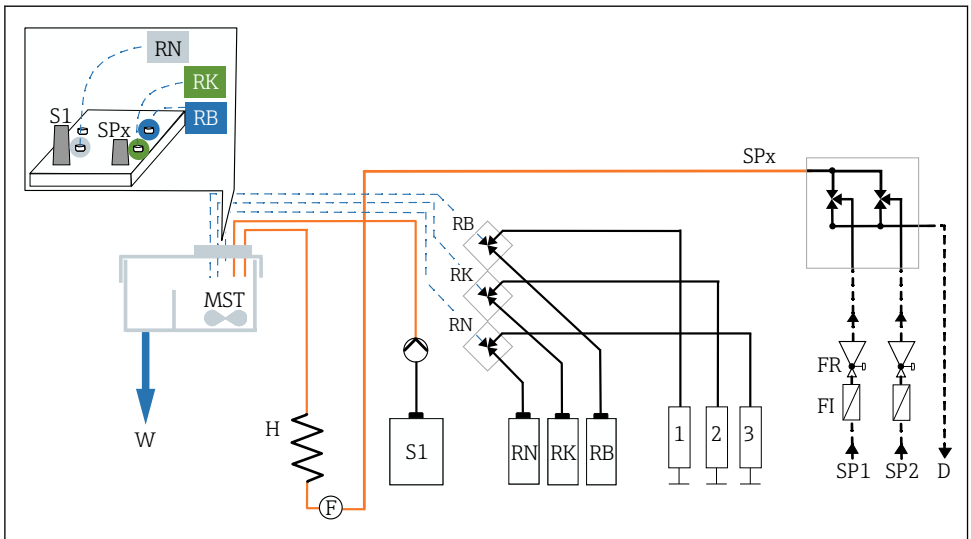 RN
RK
RB
S1
SPx
SPx
RB
RK
RN
MST
FR
FI
W
H
F
S1
RN
RK
RB
1
2
3
SP1
SP2
D